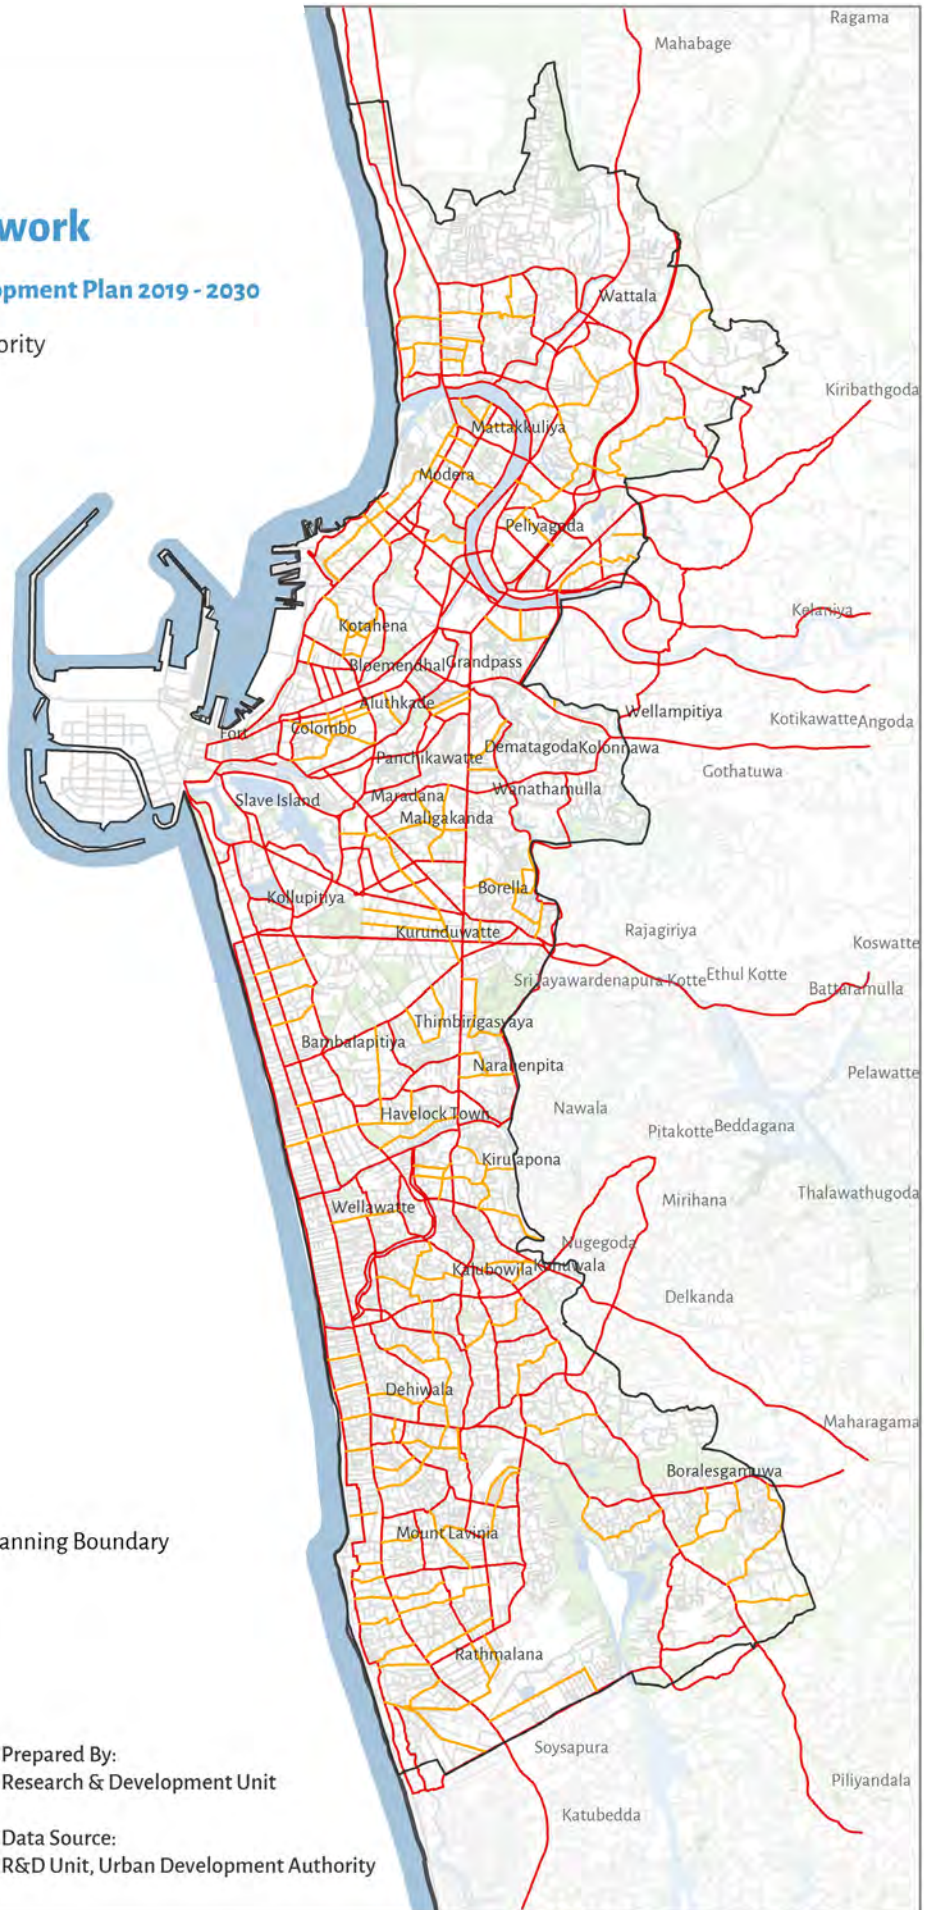 Ragama
Mahabage
work
opment Plan 2019 - 2030
ority
Wattala
Kiribathgoda
Mattakkuliya
Modera
Peliyagoda
Kelaniya
Kotahena
Bloemendhal Grandpass
Aluthkade
Wellampitiya
Kotikawatte Angoda
Fort
Colombo
Panchikawatte
Dematagoda Kolonnawa
Gothatuwa
Wanathamulla
Slave Island
Maradana
Maligakanda
Borella
Kollupitiya
Kurunduwatte
Rajagiriya
Koswatte
Sri Jayawardenapura Kotte
Ethul Kotte
Battaramulla
Thimbirigasyaya
Bambalapitiya
Narahenpita
Pelawatte
Nawala
Havelock Town
Pitakotte
Beddagana
Kirulapona
Mirihana
Thalawathugoda
Wellawatte
Nugegoda
Kalubowila
Delkanda
Dehiwala
Maharagama
Boralesgamuwa
Mount Lavinia
anning Boundary
Rathmalana
Soysapura
Prepared By:
Research & Development Unit
Piliyandala
Katubedda
Data Source:
R&D Unit, Urban Development Authority